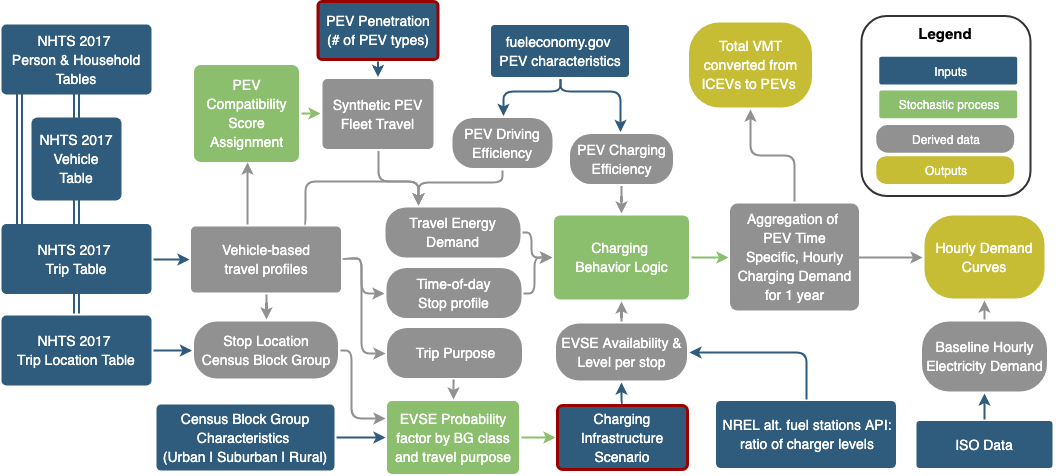 NHTS 2017
Person & Household
Tables
NHTS 2017
Vehicle
Table
NHTS 2017
Trip Table
NHTS 2017
Trip Location Table
PEV Penetration
(# of PEV types)
PEV
Compatibility
Score
Assignment
Synthetic PEV
Fleet Travel
fueleconomy.gov
PEV characteristics
PEV Driving
Efficiency
PEV Charging
Efficiency
Total VMT
converted from
ICEVs to PEVs
Legend
Inputs
Stochastic process
Derived data
Outputs
Vehicle-based
travel profiles
Travel Energy
Demand
Time-of-day
Stop profile
Trip Purpose
Charging
Behavior Logic
Aggregation of
PEV Time
Specific, Hourly
Charging Demand
for 1 year
Hourly Demand
Curves
Stop Location
Census Block Group
EVSE Availability &
Level per stop
Baseline Hourly
Electricity Demand
Census Block Group
Characteristics
(Urban | Suburban | Rural)
EVSE Probability
factor by BG class
and travel purpose
Charging
Infrastructure
Scenario
NREL alt. fuel stations API:
ratio of charger levels
ISO Data